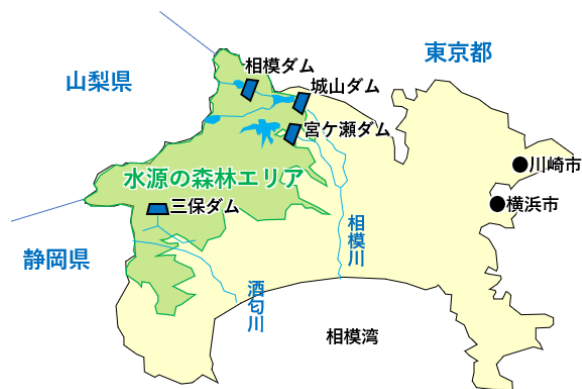 東京都
相模ダム
山梨県
城山ダム
宮ケ瀬ダム
川崎市
水源の森林エリア
横浜市
三保ダム
静岡県
相模川
酒匂川
相模湾